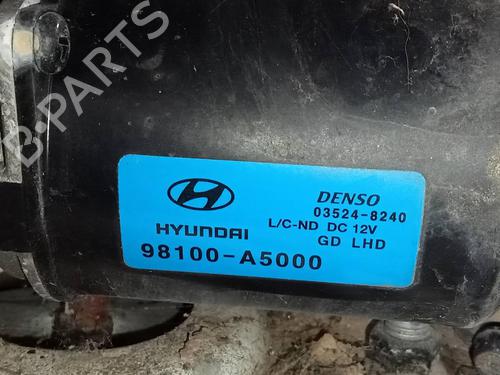 B-PARTS
HYUNDAI
98100-A5000
DENSO
03524-8240
L/C-ND DC 12V
GD LHD